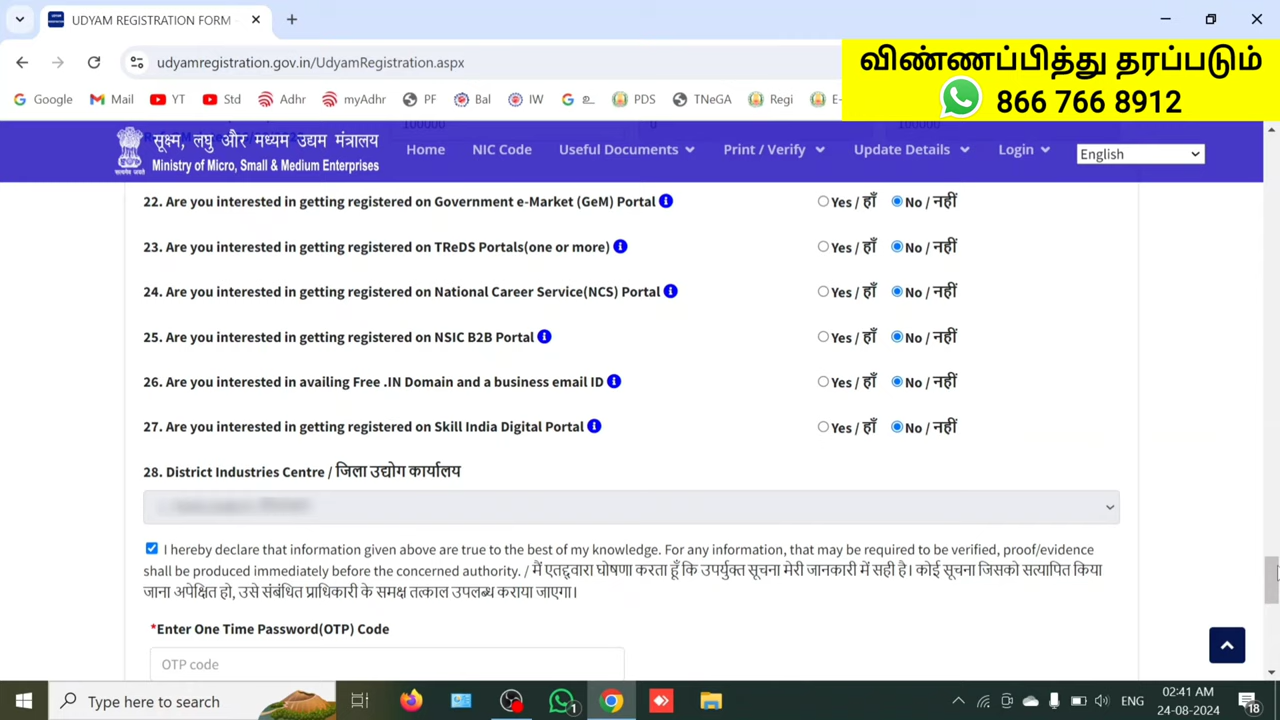 UDYAM REGISTRATION FORM
udyamregistration.gov.in/UdyamRegistration.aspx
விண்ணப்பித்து தரப்படும்
866 766 8912
Google Mail YT Std Adhr myAdhr PF Bal IW உ... PDS TNeGA Regi E-
100000 0 100000
सूक्ष्म, लघु और मध्यम उद्यम मंत्रालय
Ministry of Micro, Small & Medium Enterprises
सत्यमेव जयते
Home NIC Code Useful Documents Print / Verify Update Details Login English
22. Are you interested in getting registered on Government e-Market (GeM) Portal Yes / हाँ No / नहीं
23. Are you interested in getting registered on TReDS Portals(one or more) Yes / हाँ No / नहीं
24. Are you interested in getting registered on National Career Service(NCS) Portal Yes / हाँ No / नहीं
25. Are you interested in getting registered on NSIC B2B Portal Yes / हाँ No / नहीं
26. Are you interested in availing Free .IN Domain and a business email ID Yes / हाँ No / नहीं
27. Are you interested in getting registered on Skill India Digital Portal Yes / हाँ No / नहीं
28. District Industries Centre / जिला उद्योग कार्यालय
I hereby declare that information given above are true to the best of my knowledge. For any information, that may be required to be verified, proof/evidence
shall be produced immediately before the concerned authority. / मैं एतद्द्वारा घोषणा करता हूँ कि उपर्युक्त सूचना मेरी जानकारी में सही है। कोई सूचना जिसको सत्यापित किया
जाना अपेक्षित हो, उसे संबंधित प्राधिकारी के समक्ष तत्काल उपलब्ध कराया जाएगा।
*Enter One Time Password(OTP) Code
OTP code
Type here to search
1
ENG
02:41 AM
24-08-2024
18